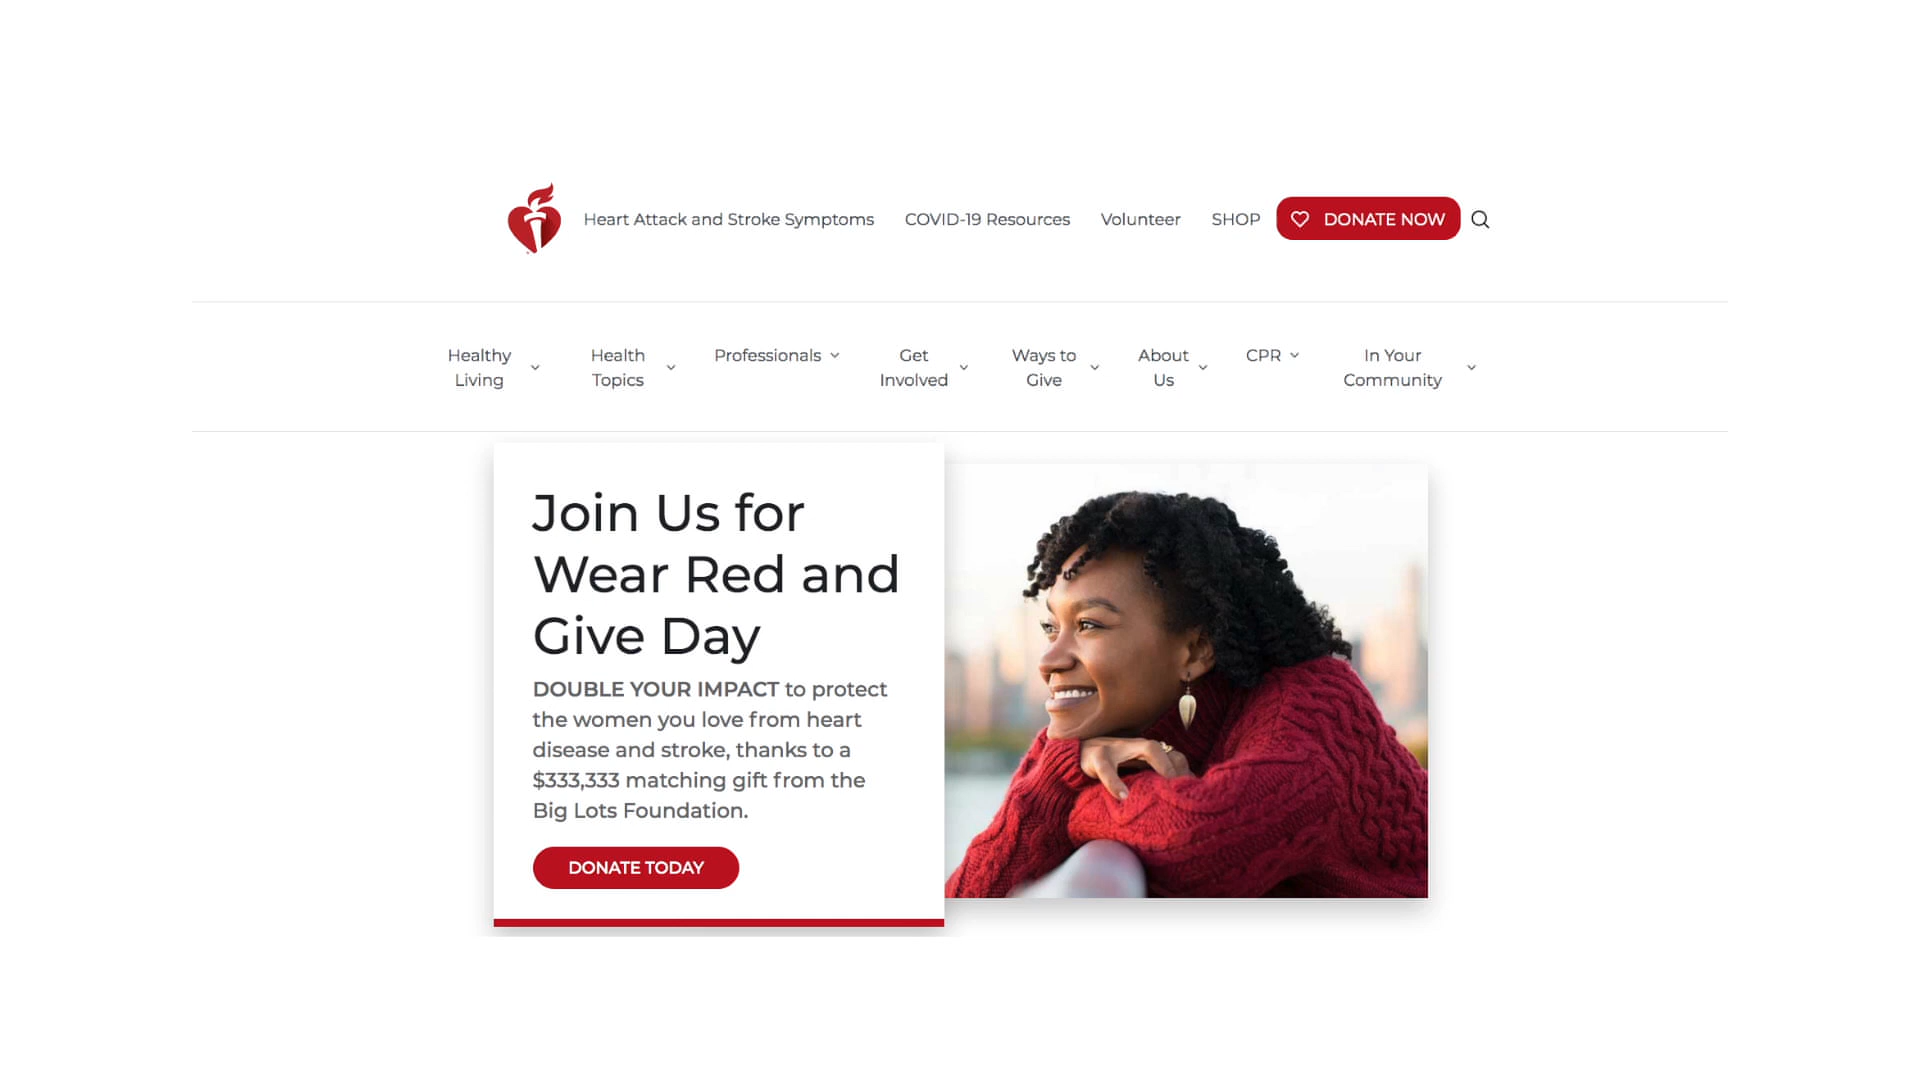 Heart Attack and Stroke Symptoms COVID-19 Resources Volunteer SHOP DONATE NOW
Healthy Living
Health Topics
Professionals
Get Involved
Ways to Give
About Us
CPR
In Your Community
Join Us for
Wear Red and
Give Day
DOUBLE YOUR IMPACT to protect
the women you love from heart
disease and stroke, thanks to a
$333,333 matching gift from the
Big Lots Foundation.
DONATE TODAY